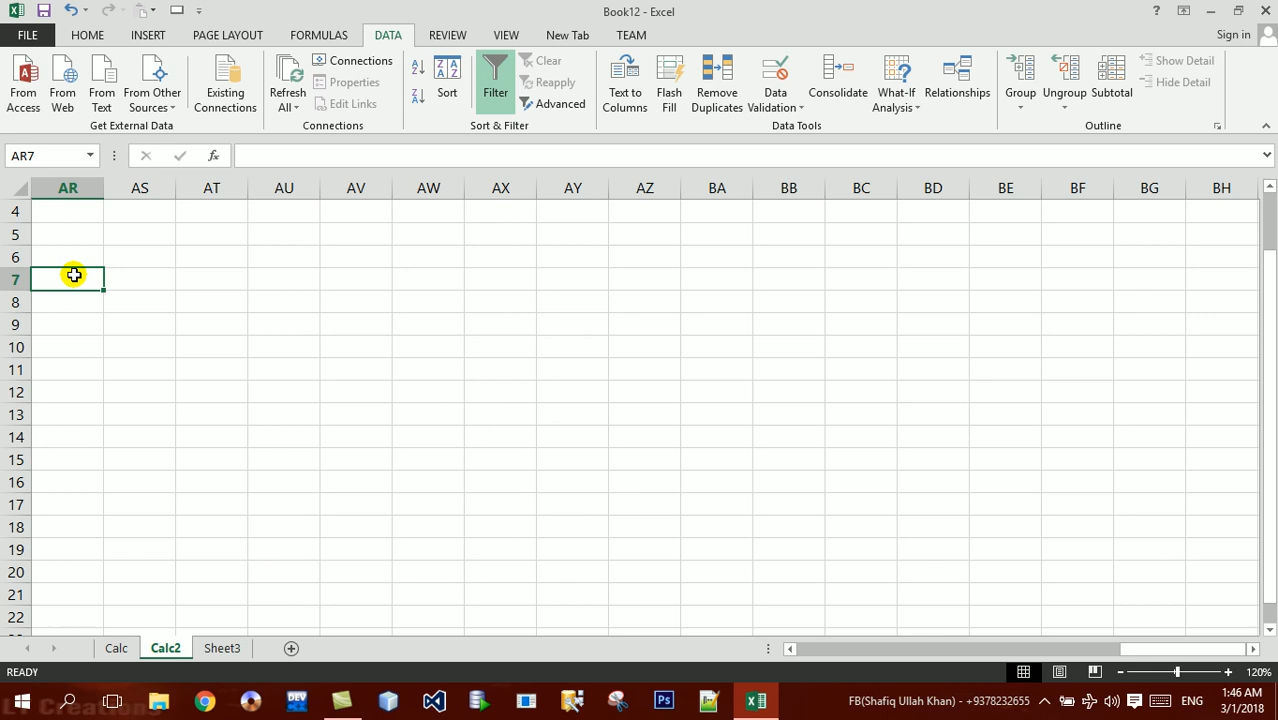 Book12 - Excel
?
FILE
HOME
INSERT
PAGE LAYOUT
FORMULAS
DATA
REVIEW
VIEW
New Tab
TEAM
Sign in
From Access
From Web
From Text
From Other Sources
Existing Connections
Get External Data
Refresh All
Connections
Properties
Edit Links
Connections
A Z
Z A
Sort
Filter
Clear
Reapply
Advanced
Sort & Filter
Text to Columns
Flash Fill
Remove Duplicates
Data Validation
Consolidate
What-If Analysis
Relationships
Data Tools
Group
Ungroup
Subtotal
Show Detail
Hide Detail
Outline
AR7
fx
AR AS AT AU AV AW AX AY AZ BA BB BC BD BE BF BG BH
4
5
6
7
8
9
10
11
12
13
14
15
16
17
18
19
20
21
22
Calc
Calc2
Sheet3
READY
120%
DEV
Ps
FB(Shafiq Ullah Khan) - +9378232655
ENG
1:46 AM
3/1/2018
LT Creations